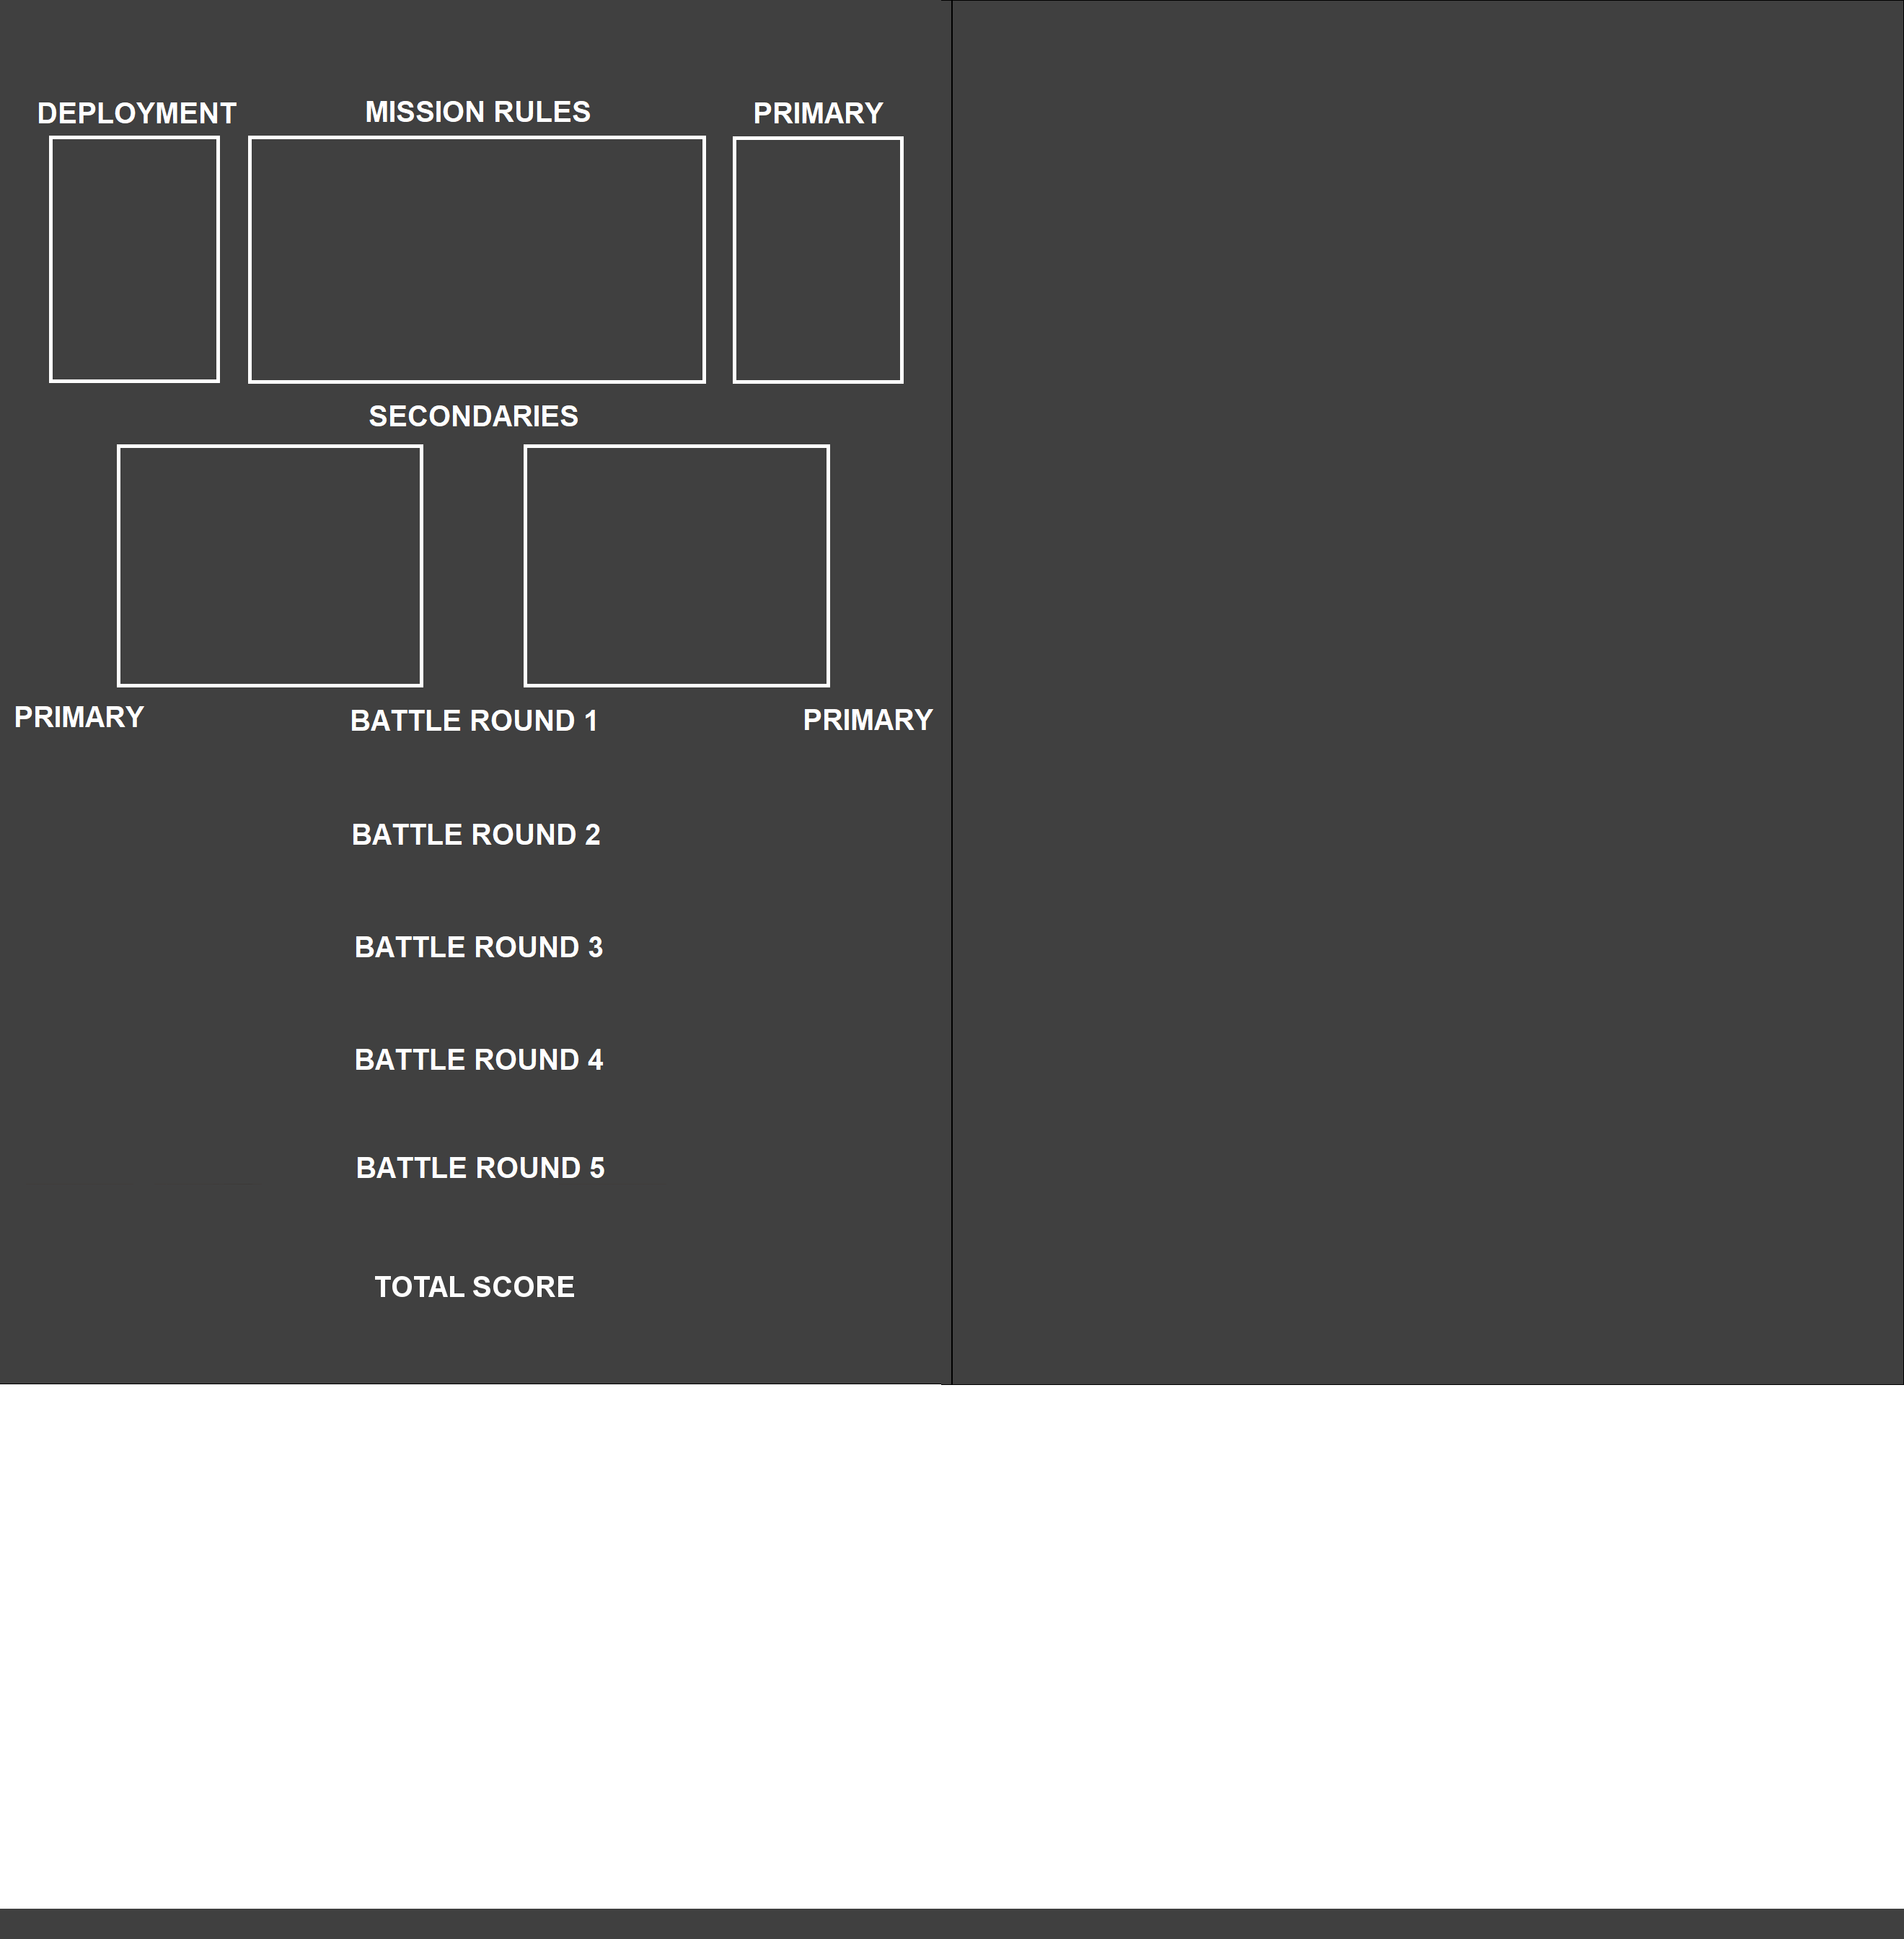 DEPLOYMENT
MISSION RULES
PRIMARY
SECONDARIES
PRIMARY
BATTLE ROUND 1
PRIMARY
BATTLE ROUND 2
BATTLE ROUND 3
BATTLE ROUND 4
BATTLE ROUND 5
TOTAL SCORE